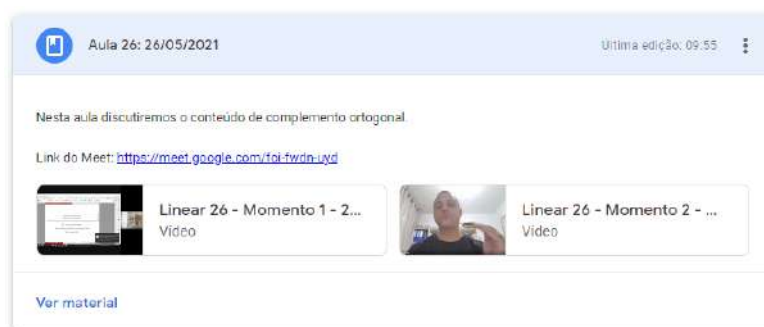 Aula 26: 26/05/2021
Última edição: 09:55
Nesta aula discutiremos o conteúdo de complemento ortogonal.
Link do Meet: https://meet.google.com/foi-fwdn-uyd
Linear 26 - Momento 1 - 2...
Vídeo
Linear 26 - Momento 2 - ...
Vídeo
Ver material